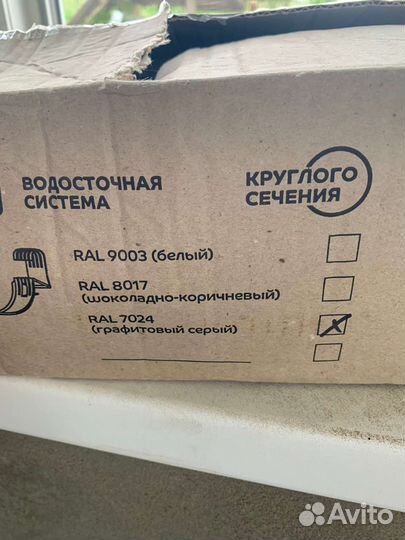 ВОДОСТОЧНАЯ
СИСТЕМА
КРУГЛОГО
СЕЧЕНИЯ
RAL 9003 (белый)
RAL 8017
(шоколадно-коричневый)
RAL 7024
(графитовый серый)
Avito